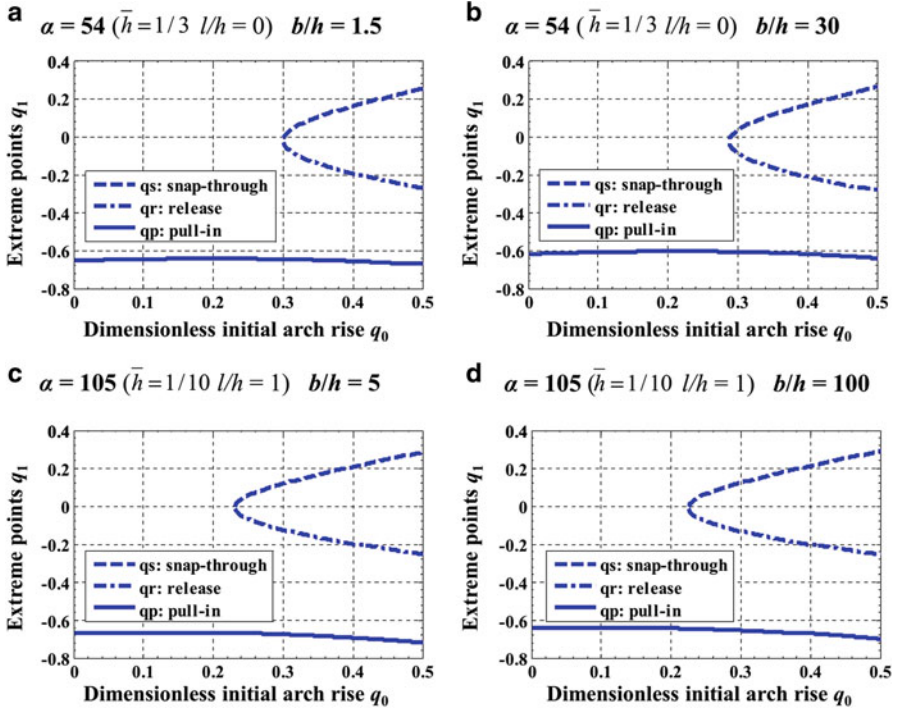 a
α = 54 (h̅ = 1/3 l/h = 0) b/h = 1.5
Extreme points q₁
0.4
0.2
0
-0.2
-0.4
-0.6
-0.8
qs: snap-through
qr: release
qp: pull-in
0 0.1 0.2 0.3 0.4 0.5
Dimensionless initial arch rise q₀
b
α = 54 (h̅ = 1/3 l/h = 0) b/h = 30
Extreme points q₁
0.4
0.2
0
-0.2
-0.4
-0.6
-0.8
qs: snap-through
qr: release
qp: pull-in
0 0.1 0.2 0.3 0.4 0.5
Dimensionless initial arch rise q₀
c
α = 105 (h̅ = 1/10 l/h = 1) b/h = 5
Extreme points q₁
0.4
0.2
0
-0.2
-0.4
-0.6
-0.8
qs: snap-through
qr: release
qp: pull-in
0 0.1 0.2 0.3 0.4 0.5
Dimensionless initial arch rise q₀
d
α = 105 (h̅ = 1/10 l/h = 1) b/h = 100
Extreme points q₁
0.4
0.2
0
-0.2
-0.4
-0.6
-0.8
qs: snap-through
qr: release
qp: pull-in
0 0.1 0.2 0.3 0.4 0.5
Dimensionless initial arch rise q₀